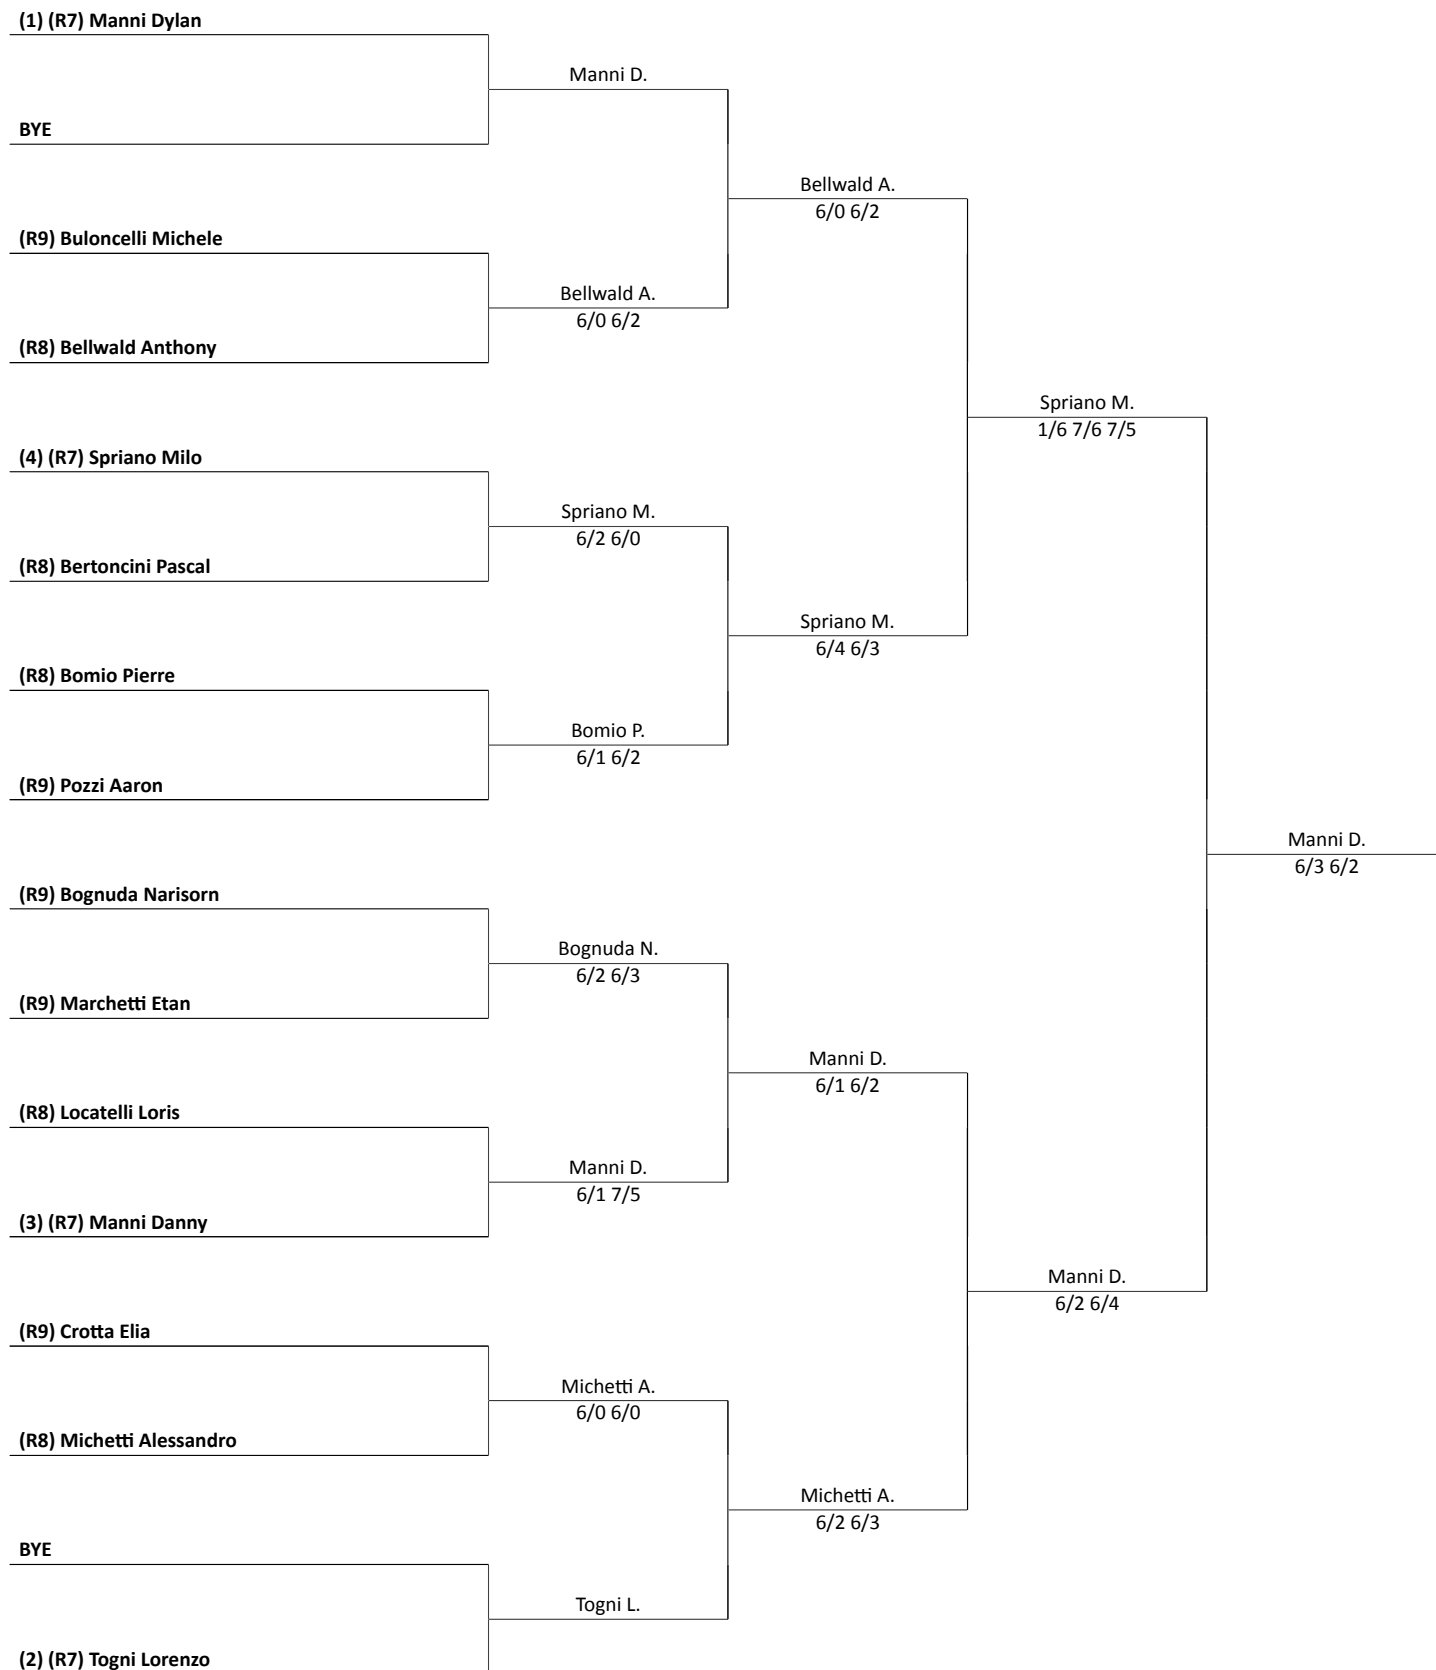 (1) (R7) Manni Dylan
Manni D.
BYE
Bellwald A.
6/0 6/2
(R9) Buloncelli Michele
Bellwald A.
6/0 6/2
(R8) Bellwald Anthony
Spriano M.
1/6 7/6 7/5
(4) (R7) Spriano Milo
Spriano M.
6/2 6/0
(R8) Bertoncini Pascal
Spriano M.
6/4 6/3
(R8) Bomio Pierre
Bomio P.
6/1 6/2
(R9) Pozzi Aaron
Manni D.
6/3 6/2
(R9) Bognuda Narisorn
Bognuda N.
6/2 6/3
(R9) Marchetti Etan
Manni D.
6/1 6/2
(R8) Locatelli Loris
Manni D.
6/1 7/5
(3) (R7) Manni Danny
Manni D.
6/2 6/4
(R9) Crotta Elia
Michetti A.
6/0 6/0
(R8) Michetti Alessandro
Michetti A.
6/2 6/3
BYE
Togni L.
(2) (R7) Togni Lorenzo